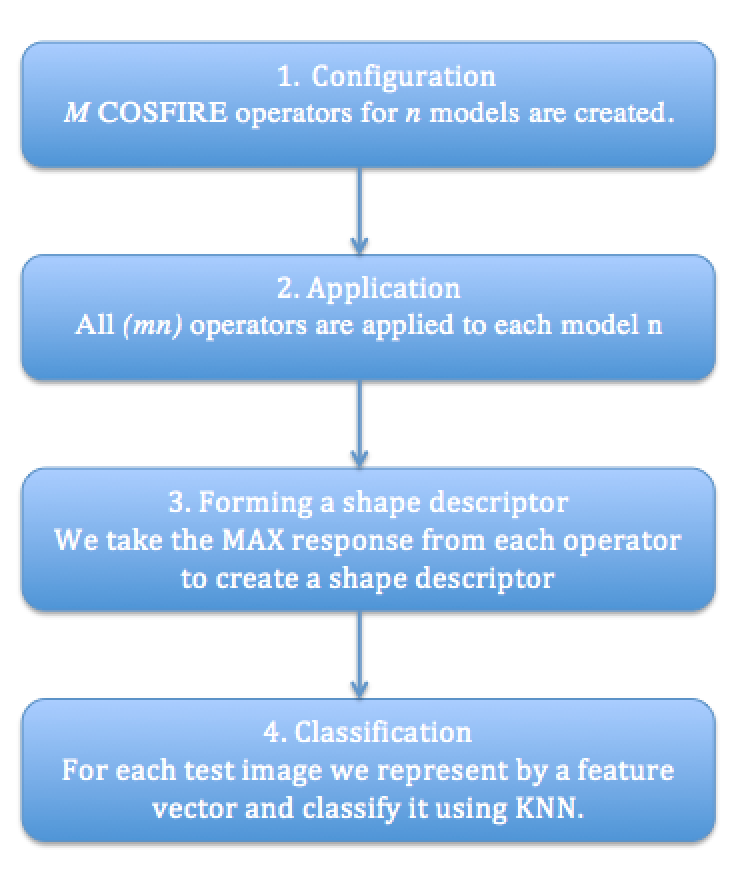 1. Configuration
M COSFIRE operators for n models are created.
2. Application
All (mn) operators are applied to each model n
3. Forming a shape descriptor
We take the MAX response from each operator
to create a shape descriptor
4. Classification
For each test image we represent by a feature
vector and classify it using KNN.